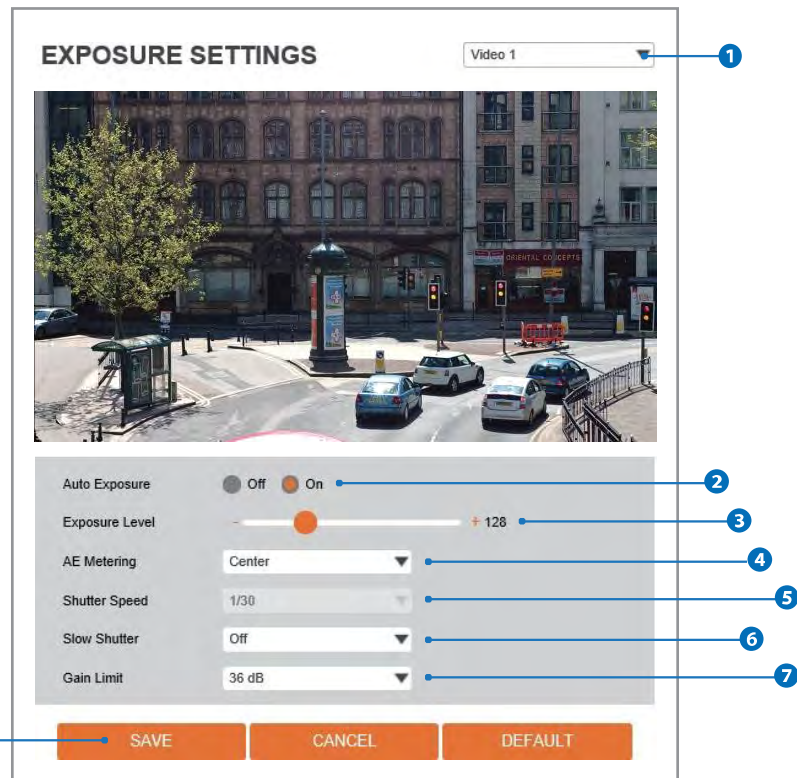 EXPOSURE SETTINGS
Video 1
1
ORIENTAL CONCEPTS
Auto Exposure Off On
2
Exposure Level - + 128
3
AE Metering Center
4
Shutter Speed 1/30
5
Slow Shutter Off
6
Gain Limit 36 dB
7
SAVE CANCEL DEFAULT